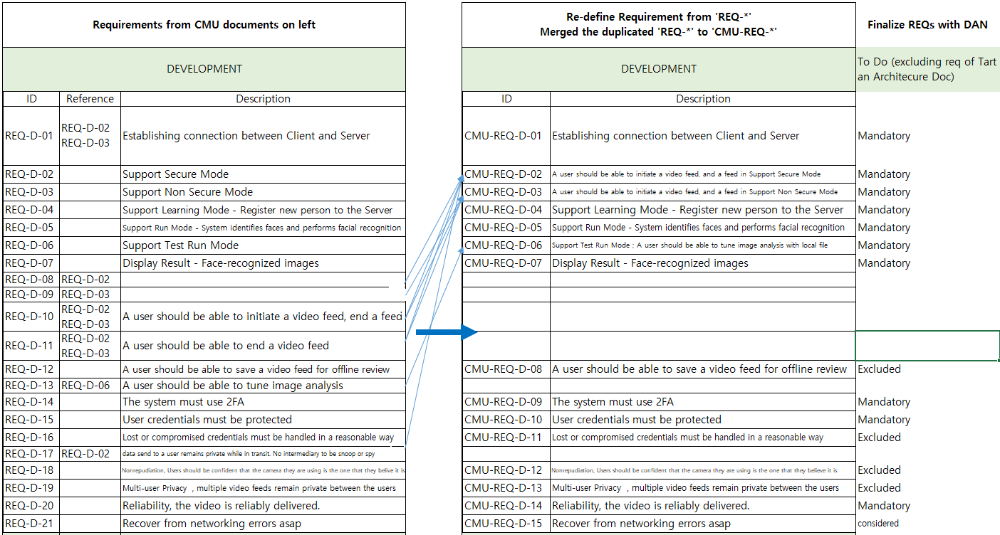 Requirements from CMU documents on left
Re-define Requirement from 'REQ-*'
Merged the duplicated 'REQ-*' to 'CMU-REQ-*'
Finalize REQs with DAN
DEVELOPMENT
DEVELOPMENT
To Do (excluding req of Tart
an Architecure Doc)
ID Reference Description
ID Description
REQ-D-01
REQ-D-02
REQ-D-03
Establishing connection between Client and Server
CMU-REQ-D-01 Establishing connection between Client and Server Mandatory
REQ-D-02 Support Secure Mode
CMU-REQ-D-02 A user should be able to initiate a video feed, and a feed in Support Secure Mode Mandatory
REQ-D-03 Support Non Secure Mode
CMU-REQ-D-03 A user should be able to initiate a video feed, and a feed in Support Non Secure Mode Mandatory
REQ-D-04 Support Learning Mode - Register new person to the Server
CMU-REQ-D-04 Support Learning Mode - Register new person to the Server Mandatory
REQ-D-05 Support Run Mode - System identifies faces and performs facial recognition
CMU-REQ-D-05 Support Run Mode - System identifies faces and performs facial recognition Mandatory
REQ-D-06 Support Test Run Mode
CMU-REQ-D-06 Support Test Run Mode ; A user should be able to tune image analysis with local file Mandatory
REQ-D-07 Display Result - Face-recognized images
CMU-REQ-D-07 Display Result - Face-recognized images Mandatory
REQ-D-08 REQ-D-02
REQ-D-09 REQ-D-03
REQ-D-10
REQ-D-02
REQ-D-03
A user should be able to initiate a video feed, end a feed
REQ-D-11
REQ-D-02
REQ-D-03
A user should be able to end a video feed
REQ-D-12 A user should be able to save a video feed for offline review
CMU-REQ-D-08 A user should be able to save a video feed for offline review Excluded
REQ-D-13 REQ-D-06 A user should be able to tune image analysis
REQ-D-14 The system must use 2FA
CMU-REQ-D-09 The system must use 2FA Mandatory
REQ-D-15 User credentials must be protected
CMU-REQ-D-10 User credentials must be protected Mandatory
REQ-D-16 Lost or compromised credentials must be handled in a reasonable way
CMU-REQ-D-11 Lost or compromised credentials must be handled in a reasonable way Excluded
REQ-D-17 REQ-D-02 data send to a user remains private while in transit. No intermediary to be snoop or spy
REQ-D-18 Nonrepudiation, Users should be confident that the camera they are using is the one that they belive it is
CMU-REQ-D-12 Nonrepudiation, Users should be confident that the camera they are using is the one that they believe it is Excluded
REQ-D-19 Multi-user Privacy , multiple video feeds remain private between the users
CMU-REQ-D-13 Multi-user Privacy , multiple video feeds remain private between the users Excluded
REQ-D-20 Reliability, the video is reliably delivered.
CMU-REQ-D-14 Reliability, the video is reliably delivered. Mandatory
REQ-D-21 Recover from networking errors asap
CMU-REQ-D-15 Recover from networking errors asap considered